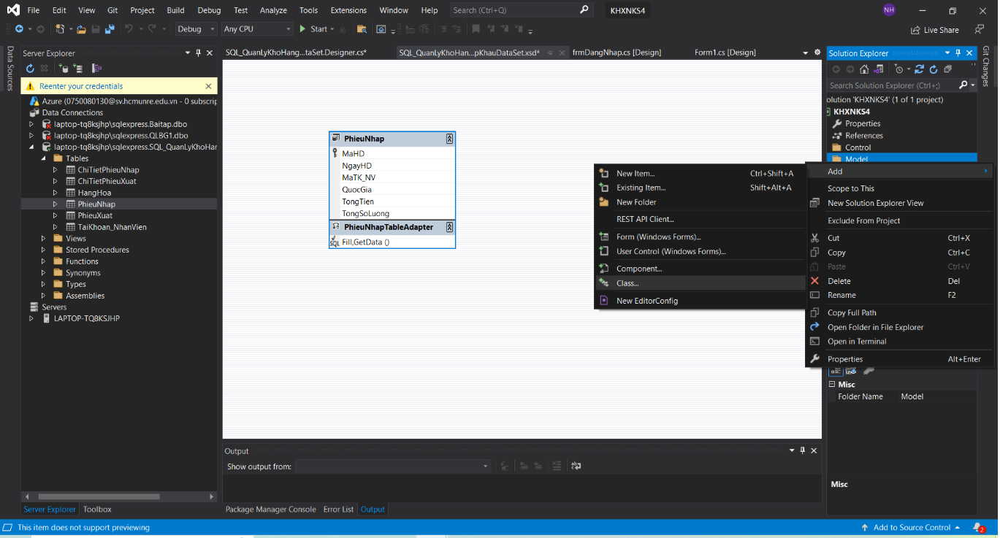 File Edit View Git Project Build Debug Test Analyze Tools Extensions Window Help Search (Ctrl+Q) KHXNKS4 NH
Debug Any CPU Start Live Share
Data Sources
Server Explorer
Reenter your credentials
Azure (0750080130@sv.hcmunre.edu.vn - 0 subscrip
Data Connections
laptop-tq8ksjhp\sqlexpress.Baitap.dbo
laptop-tq8ksjhp\sqlexpress.QLBG1.dbo
laptop-tq8ksjhp\sqlexpress.SQL_QuanLyKhoHar
Tables
ChiTietPhieuNhap
ChiTietPhieuXuat
HangHoa
PhieuNhap
PhieuXuat
TaiKhoan_NhanVien
Views
Stored Procedures
Functions
Synonyms
Types
Assemblies
Servers
LAPTOP-TQ8KSJHP
Server Explorer Toolbox
SQL_QuanLyKhoHang...taSet.Designer.cs* SQL_QuanLyKhoHan...pKhauDataSet.xsd* frmDangNhap.cs [Design] Form1.cs [Design]
PhieuNhap
MaHD
NgayHD
MaTK_NV
QuocGia
TongTien
TongSoLuong
PhieuNhapTableAdapter
SQL Fill,GetData ()
New Item... Ctrl+Shift+A
Existing Item... Shift+Alt+A
New Folder
REST API Client...
Form (Windows Forms)...
User Control (Windows Forms)...
Component...
Class...
New EditorConfig
Output
Show output from:
Package Manager Console Error List Output
Solution Explorer
Search Solution Explorer (Ctrl+;)
olution 'KHXNKS4' (1 of 1 project)
KHXNKS4
Properties
References
Control
Model
Add
Scope to This
New Solution Explorer View
Exclude From Project
Cut Ctrl+X
Copy Ctrl+C
Paste Ctrl+V
Delete Del
Rename F2
Copy Full Path
Open Folder in File Explorer
Open in Terminal
Properties Alt+Enter
Misc
Folder Name Model
Misc
Git Changes
This item does not support previewing Add to Source Control 2